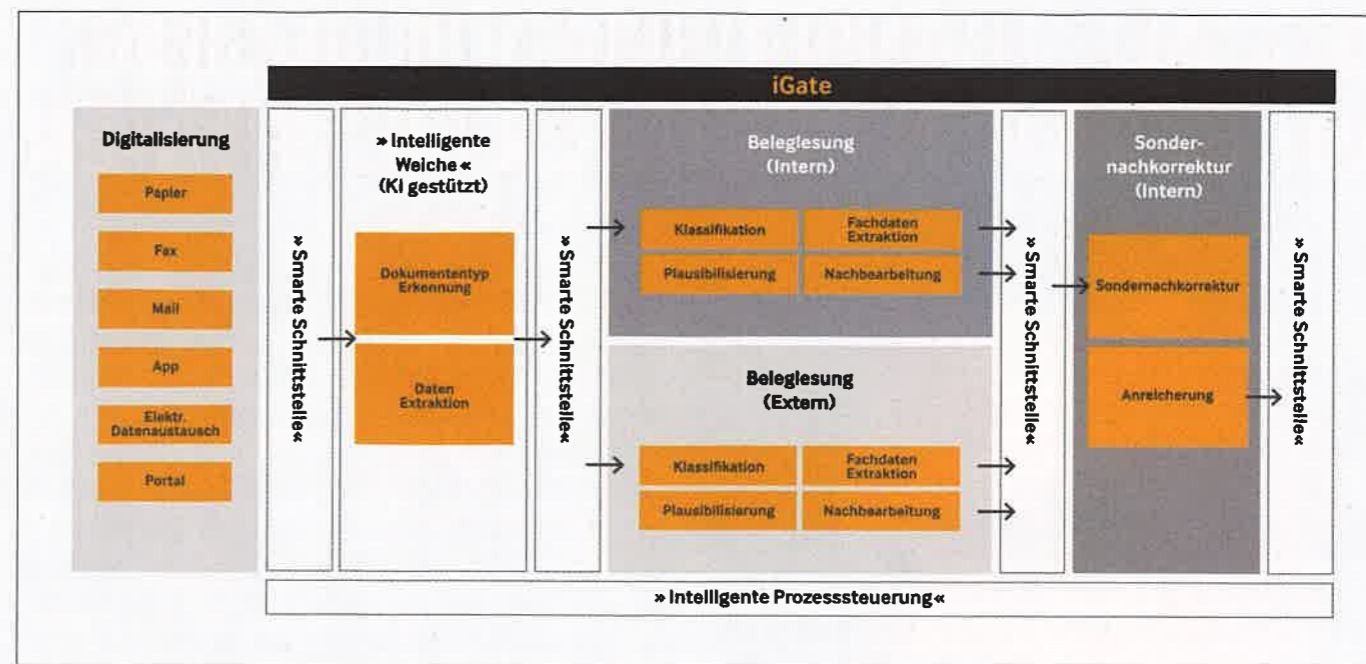 iGate
Digitalisierung
Papier
Fax
Mail
App
Elektr.
Datenaustausch
Portal
» Smarte Schnittstelle«
» Intelligente
Weiche «
(KI gestützt)
Dokumententyp
Erkennung
Daten
Extraktion
» Smarte Schnittstelle«
Beleglesung
(Intern)
Klassifikation
Fachdaten
Extraktion
Plausibilisierung
Nachbearbeitung
Beleglesung
(Extern)
Klassifikation
Fachdaten
Extraktion
Plausibilisierung
Nachbearbeitung
» Smarte Schnittstelle«
Sonder-
nachkorrektur
(Intern)
Sondernachkorrektur
Anreicherung
» Smarte Schnittstelle«
» Intelligente Prozesssteuerung«